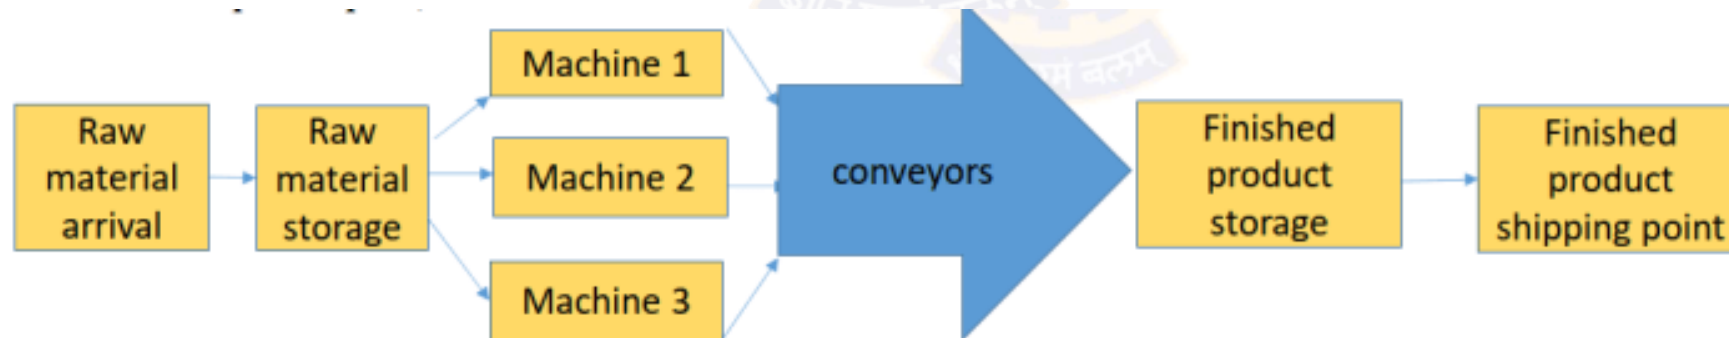 Raw
material
arrival
Raw
material
storage
Machine 1
Machine 2
Machine 3
conveyors
Finished
product
storage
Finished
product
shipping point